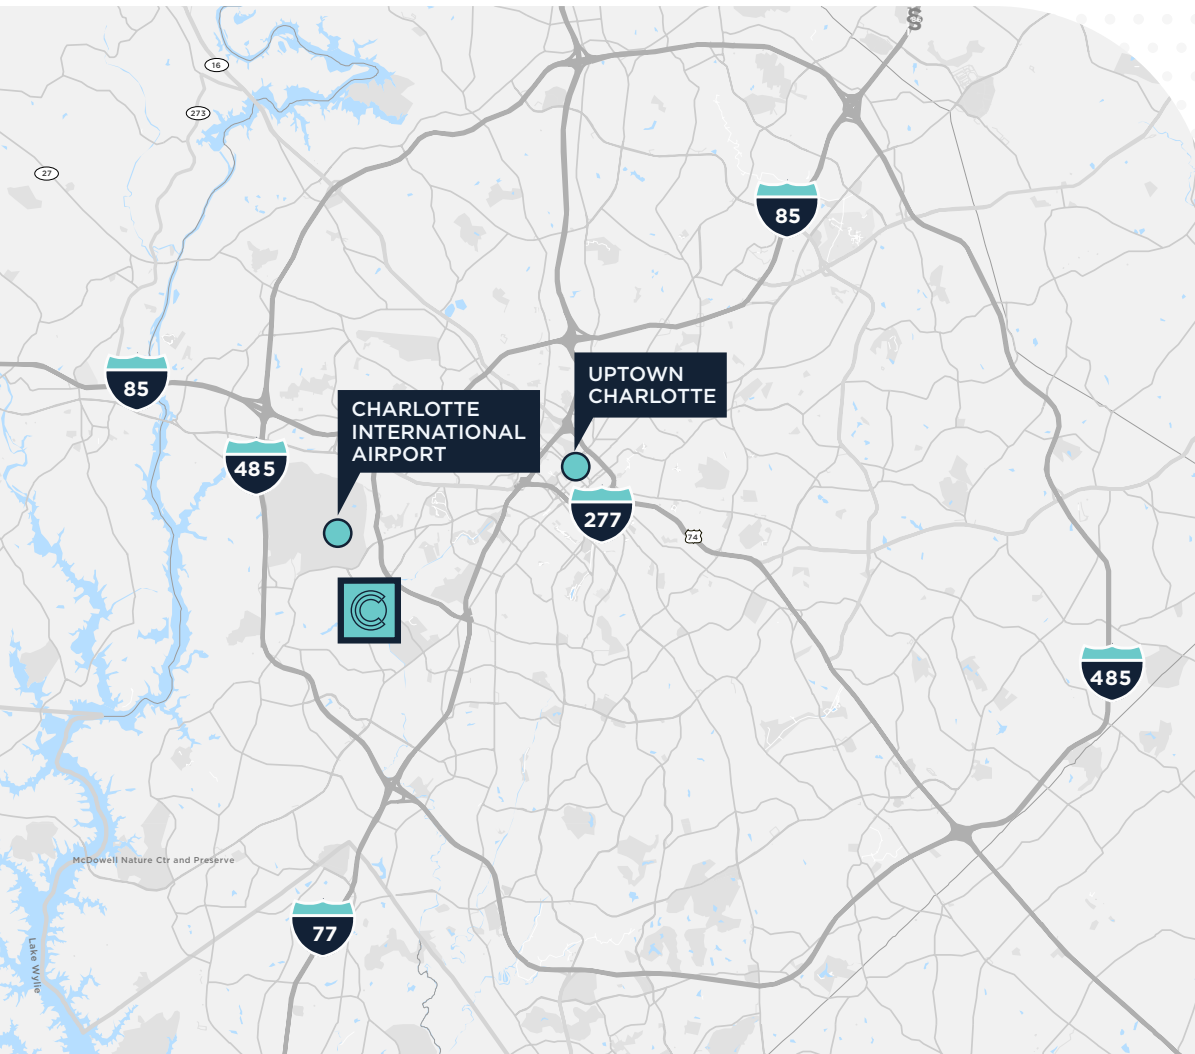 16
273
27
85
85
UPTOWN
CHARLOTTE
CHARLOTTE
INTERNATIONAL
AIRPORT
485
277
74
485
McDowell Nature Ctr and Preserve
77
Lake Wylie